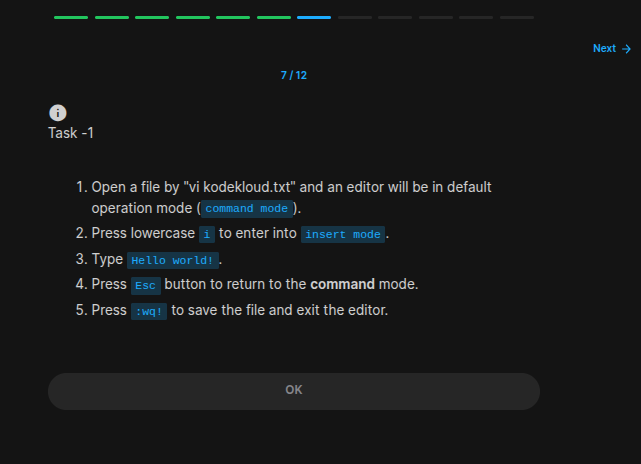 Next →
7 / 12
Task -1
1. Open a file by "vi kodekloud.txt" and an editor will be in default
operation mode (command mode).
2. Press lowercase i to enter into insert mode.
3. Type Hello world!.
4. Press Esc button to return to the command mode.
5. Press :wq! to save the file and exit the editor.
OK